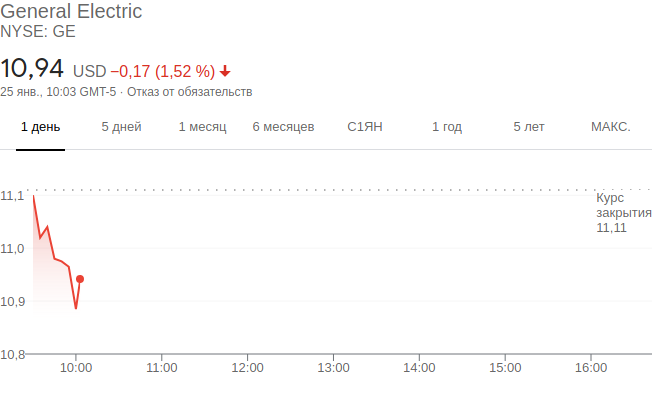 General Electric
NYSE: GE
10,94 USD −0,17 (1,52 %)
25 янв., 10:03 GMT-5 · Отказ от обязательств
1 день 5 дней 1 месяц 6 месяцев С1ЯН 1 год 5 лет МАКС.
11,1
Курс
закрытия
11,11
11,0
10,9
10,8
10:00 11:00 12:00 13:00 14:00 15:00 16:00